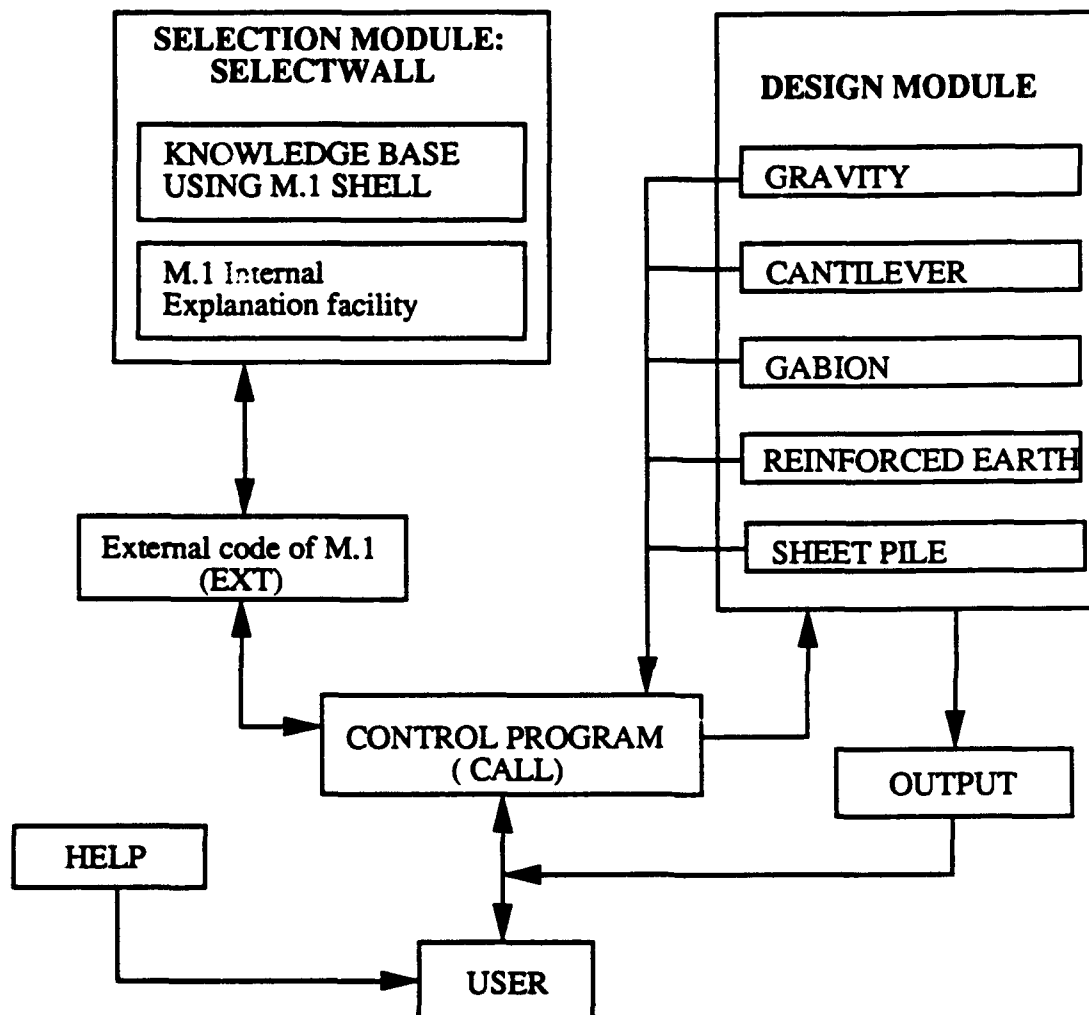 SELECTION MODULE:
SELECTWALL
KNOWLEDGE BASE
USING M.1 SHELL
M.1 Internal
Explanation facility
External code of M.1
(EXT)
DESIGN MODULE
GRAVITY
CANTILEVER
GABION
REINFORCED EARTH
SHEET PILE
CONTROL PROGRAM
( CALL)
OUTPUT
HELP
USER